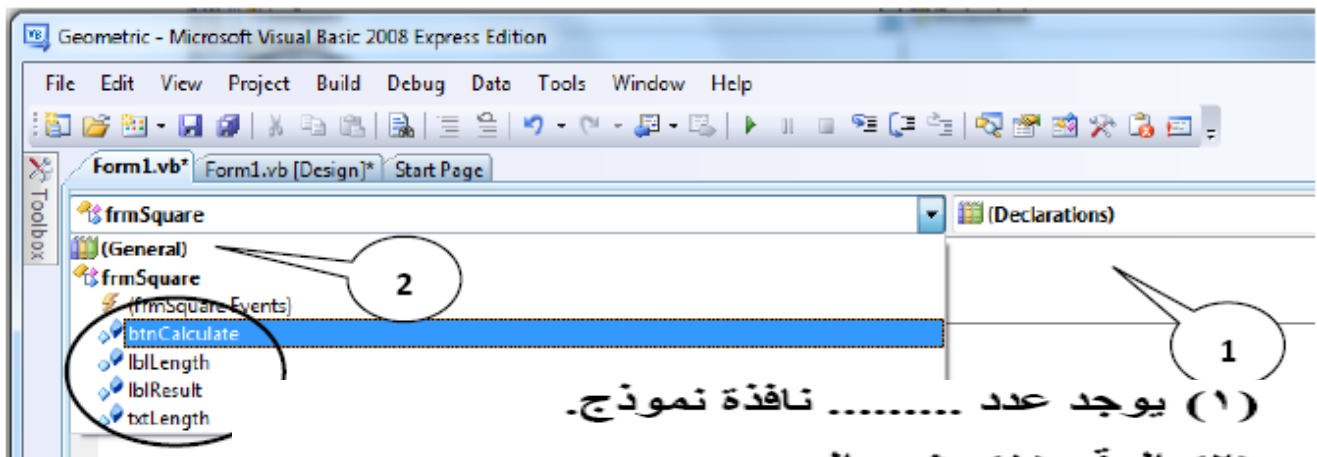 Geometric - Microsoft Visual Basic 2008 Express Edition
File Edit View Project Build Debug Data Tools Window Help
Form1.vb* Form1.vb [Design]* Start Page
Toolbox
frmSquare (Declarations)
(General)
frmSquare
2
(frmSquare Events)
btnCalculate
1
lblLength
lblResult
(١) يوجد عدد ......... نافذة نموذج.
txtLength